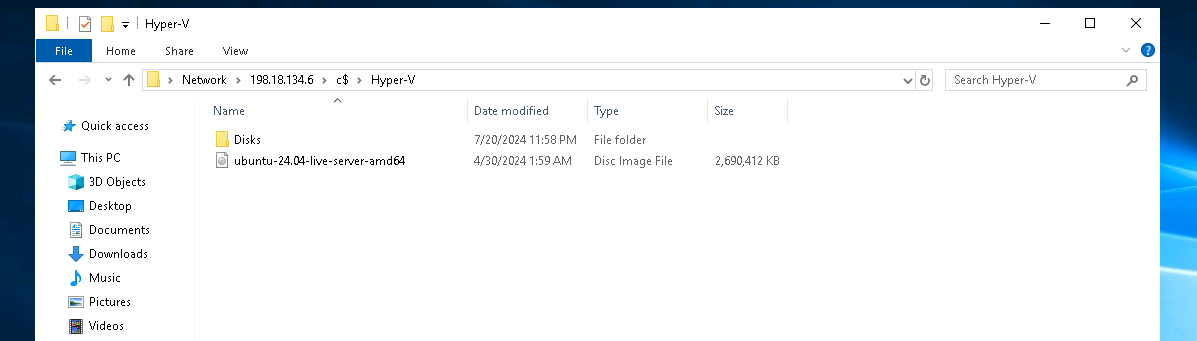 Hyper-V
File Home Share View
Network > 198.18.134.6 > c$ > Hyper-V
Search Hyper-V
Name Date modified Type Size
Quick access
This PC
3D Objects
Desktop
Documents
Downloads
Music
Pictures
Videos
Disks 7/20/2024 11:58 PM File folder
ubuntu-24.04-live-server-amd64 4/30/2024 1:59 AM Disc Image File 2,690,412 KB